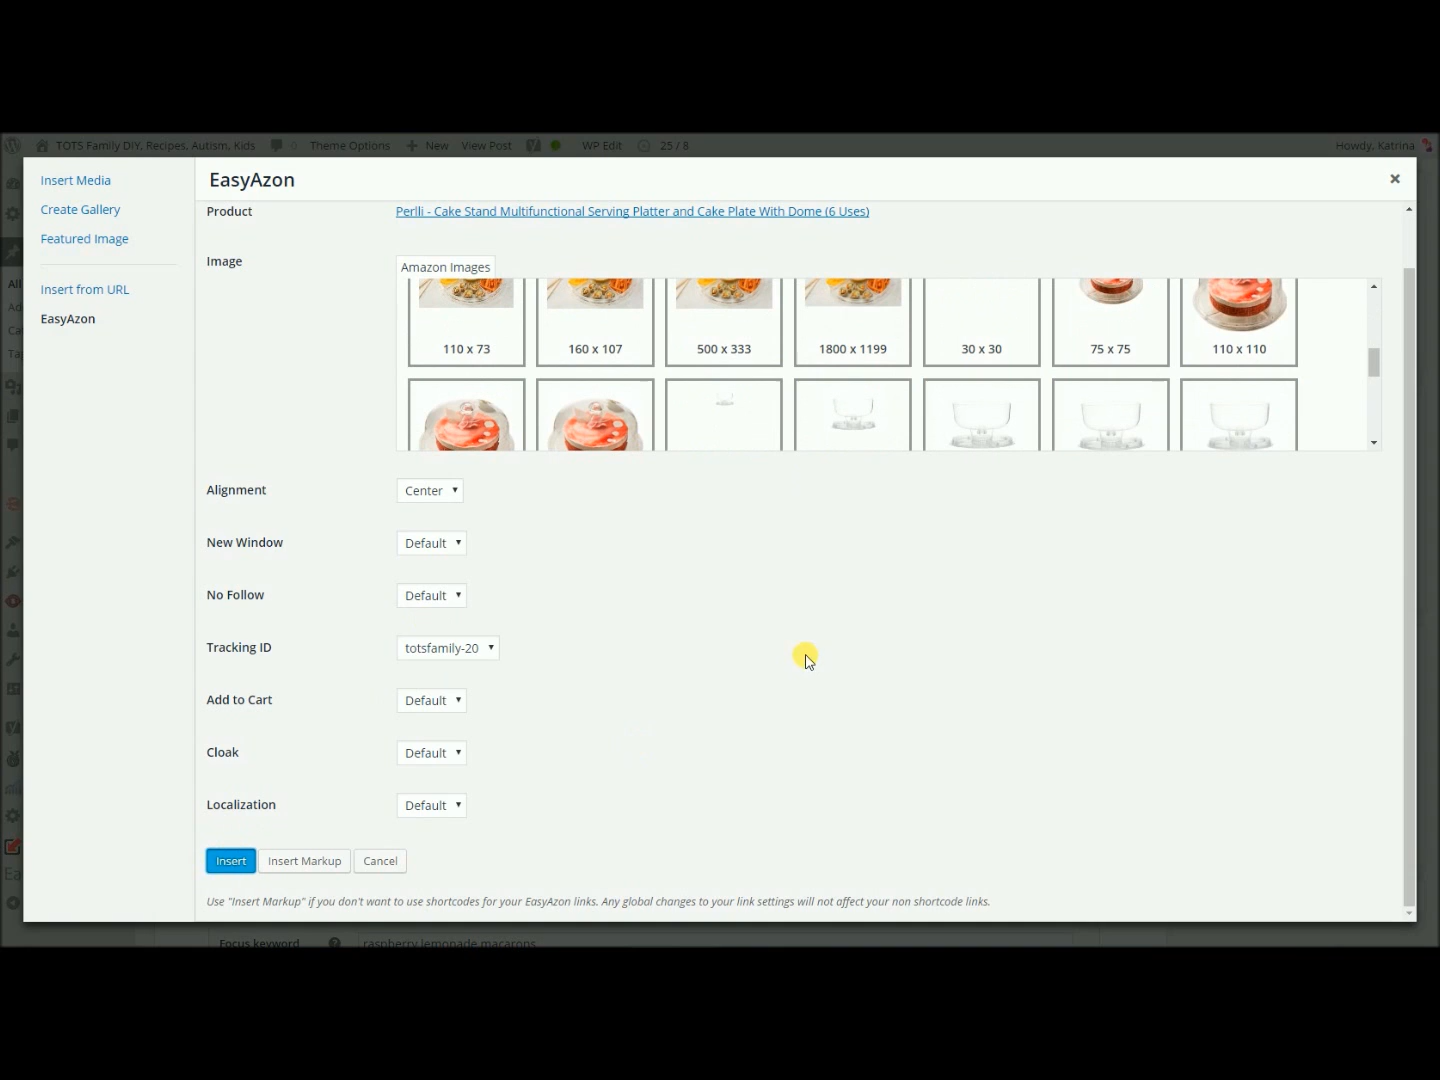 TOTS Family DIY, Recipes, Autism, Kids 0 Theme Options New View Post WP Edit 25 / 8 Howdy, Katrina
Insert Media
Create Gallery
Featured Image
Insert from URL
EasyAzon
EasyAzon
Product Perlli - Cake Stand Multifunctional Serving Platter and Cake Plate With Dome (6 Uses)
Image
Amazon Images
110 x 73 160 x 107 500 x 333 1800 x 1199 30 x 30 75 x 75 110 x 110
Alignment Center
New Window Default
No Follow Default
Tracking ID totsfamily-20
Add to Cart Default
Cloak Default
Localization Default
Insert Insert Markup Cancel
Use "Insert Markup" if you don't want to use shortcodes for your EasyAzon links. Any global changes to your link settings will not affect your non shortcode links.
Focus keyword raspberry lemonade macarons